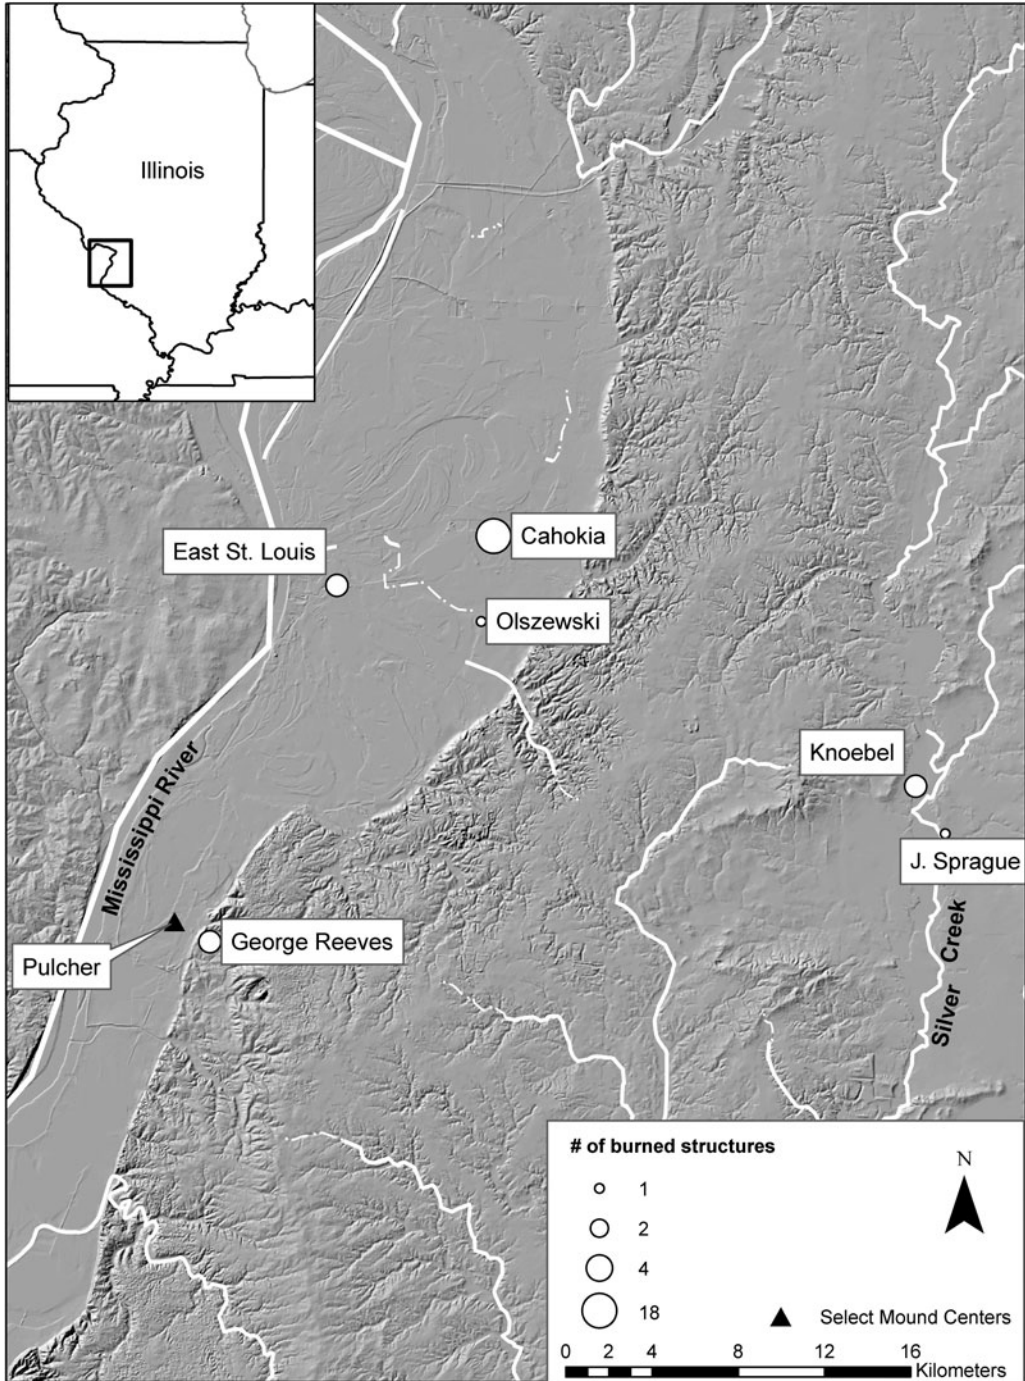 Illinois
East St. Louis
Cahokia
Olszewski
Mississippi River
Knoebel
J. Sprague
Pulcher
George Reeves
Silver Creek
# of burned structures
N
1
2
4
18
Select Mound Centers
0 2 4 8 12 16
Kilometers